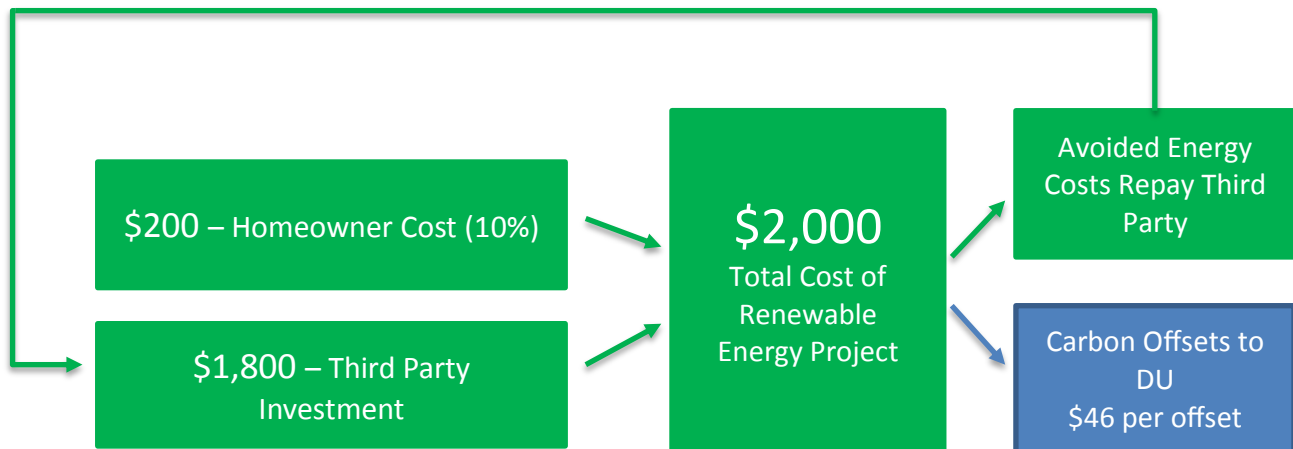 $200 – Homeowner Cost (10%)
$1,800 – Third Party
Investment
$2,000
Total Cost of
Renewable
Energy Project
Avoided Energy
Costs Repay Third
Party
Carbon Offsets to
DU
$46 per offset